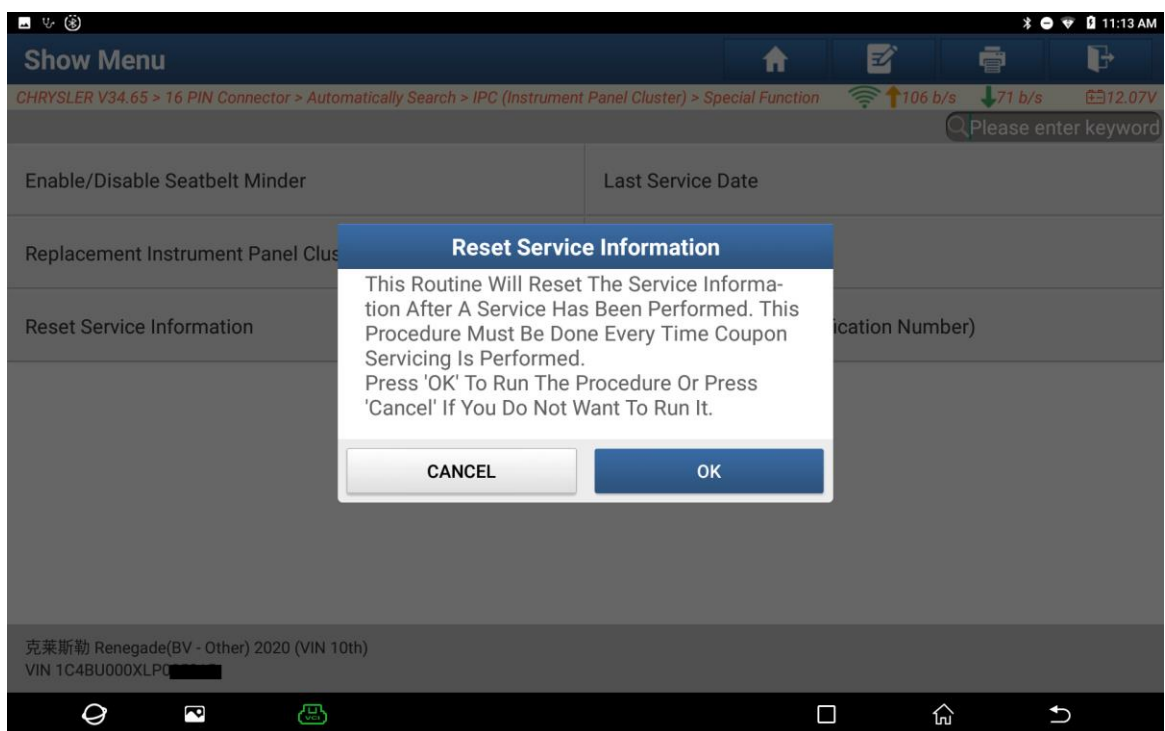 11:13 AM
Show Menu
CHRYSLER V34.65 > 16 PIN Connector > Automatically Search > IPC (Instrument Panel Cluster) > Special Function
106 b/s
71 b/s
12.07V
Please enter keyword
Enable/Disable Seatbelt Minder
Last Service Date
Replacement Instrument Panel Clus
Reset Service Information
ication Number)
Reset Service Information
This Routine Will Reset The Service Informa-
tion After A Service Has Been Performed. This
Procedure Must Be Done Every Time Coupon
Servicing Is Performed.
Press 'OK' To Run The Procedure Or Press
'Cancel' If You Do Not Want To Run It.
CANCEL
OK
克莱斯勒 Renegade(BV - Other) 2020 (VIN 10th)
VIN 1C4BU000XLP0
VCI